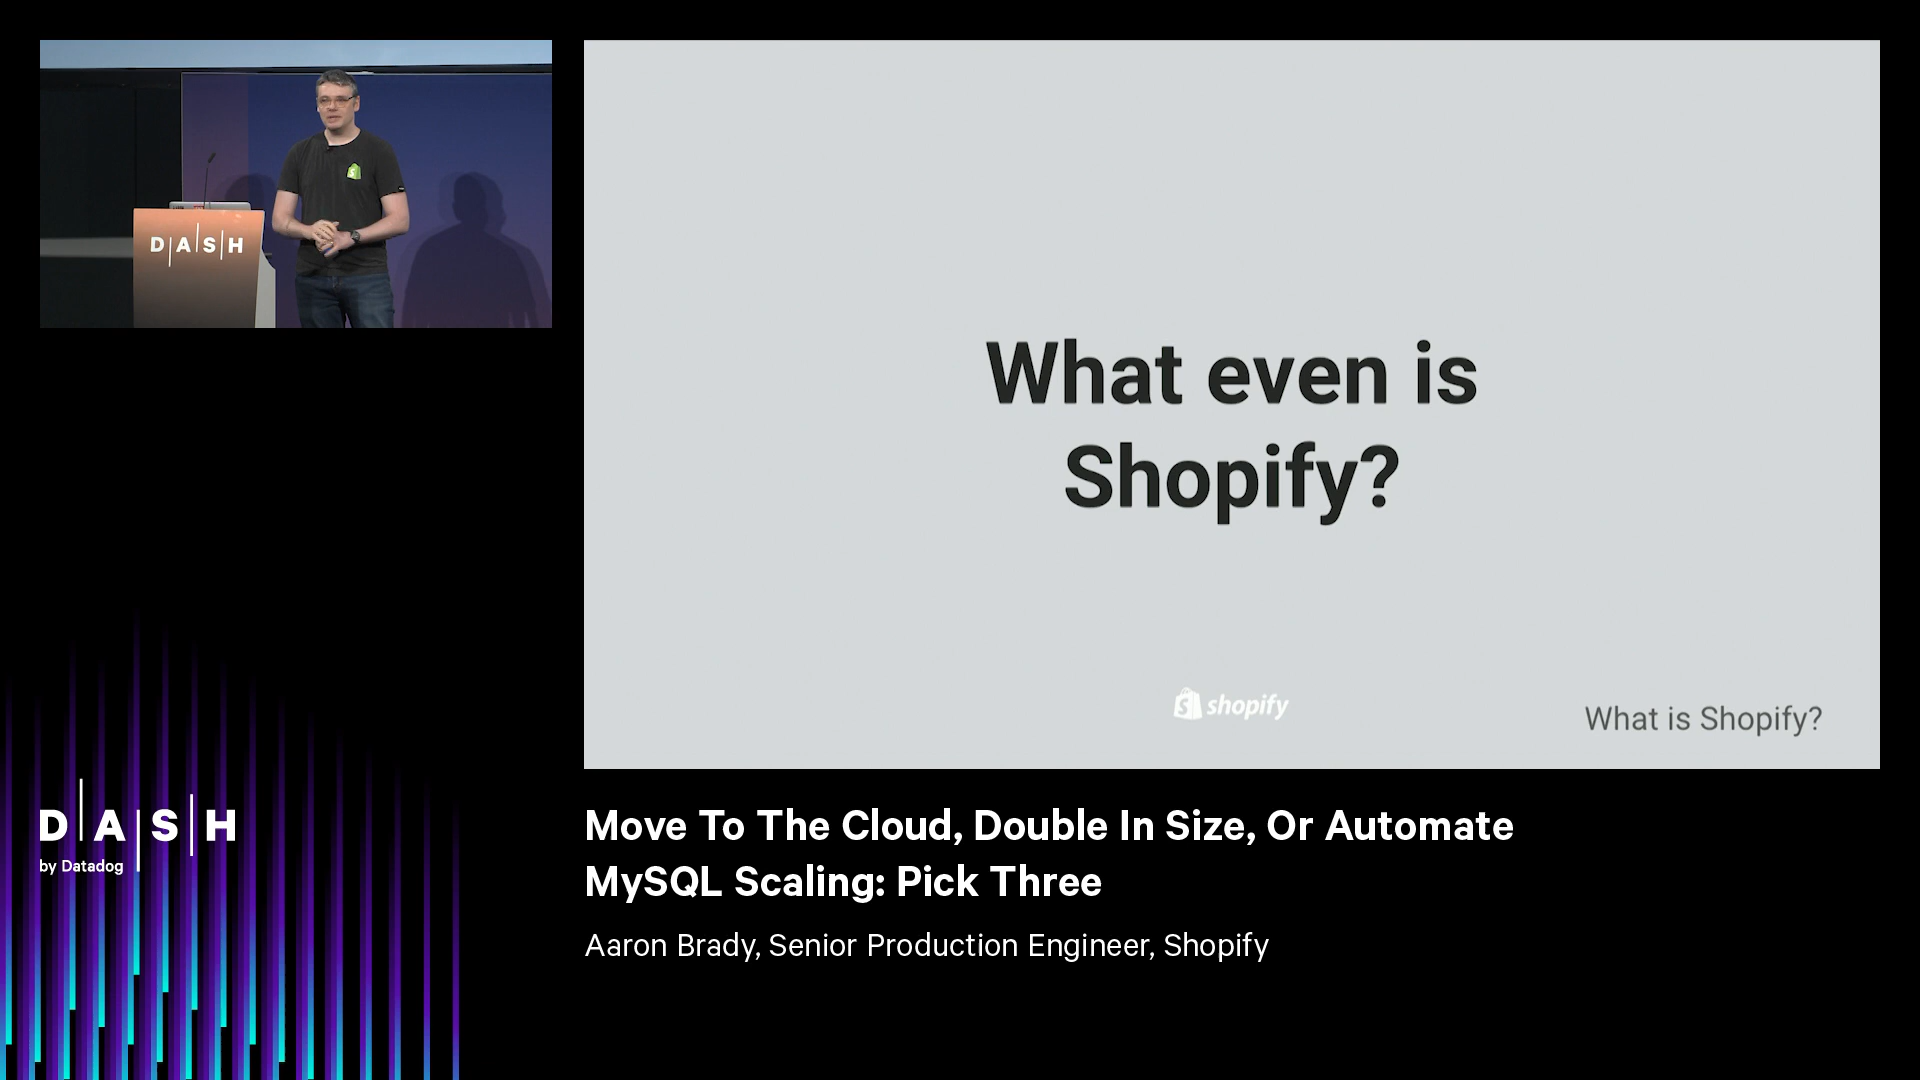 D|A|S|H
What even is
Shopify?
shopify
What is Shopify?
D|A|S|H
by Datadog
Move To The Cloud, Double In Size, Or Automate
MySQL Scaling: Pick Three
Aaron Brady, Senior Production Engineer, Shopify